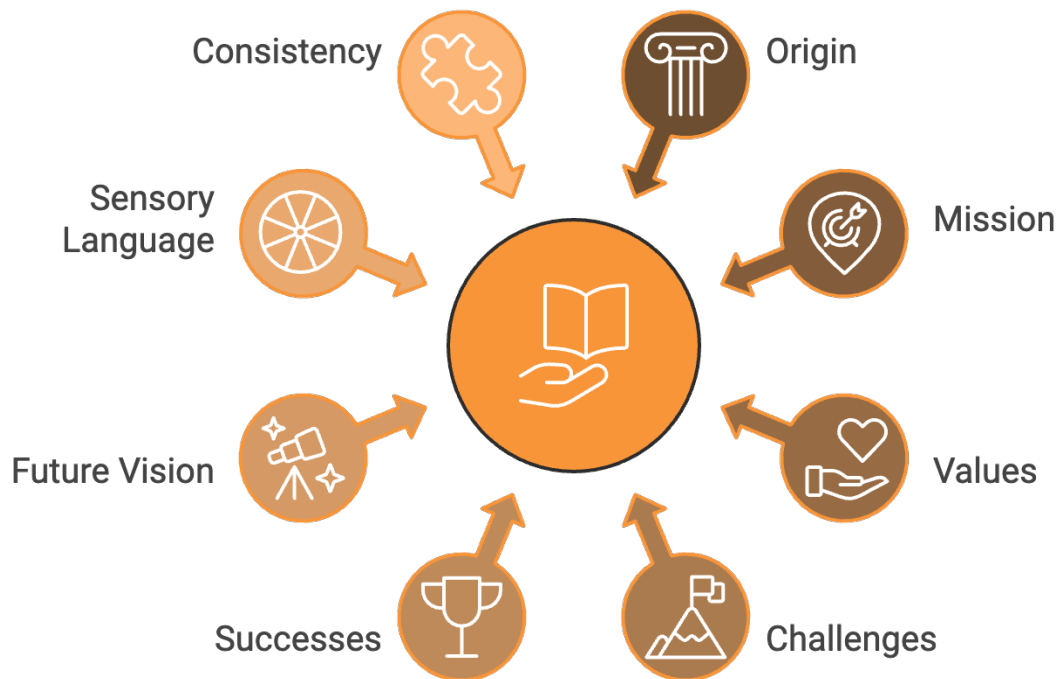 Consistency
Origin
Sensory
Language
Mission
Future Vision
Values
Successes
Challenges